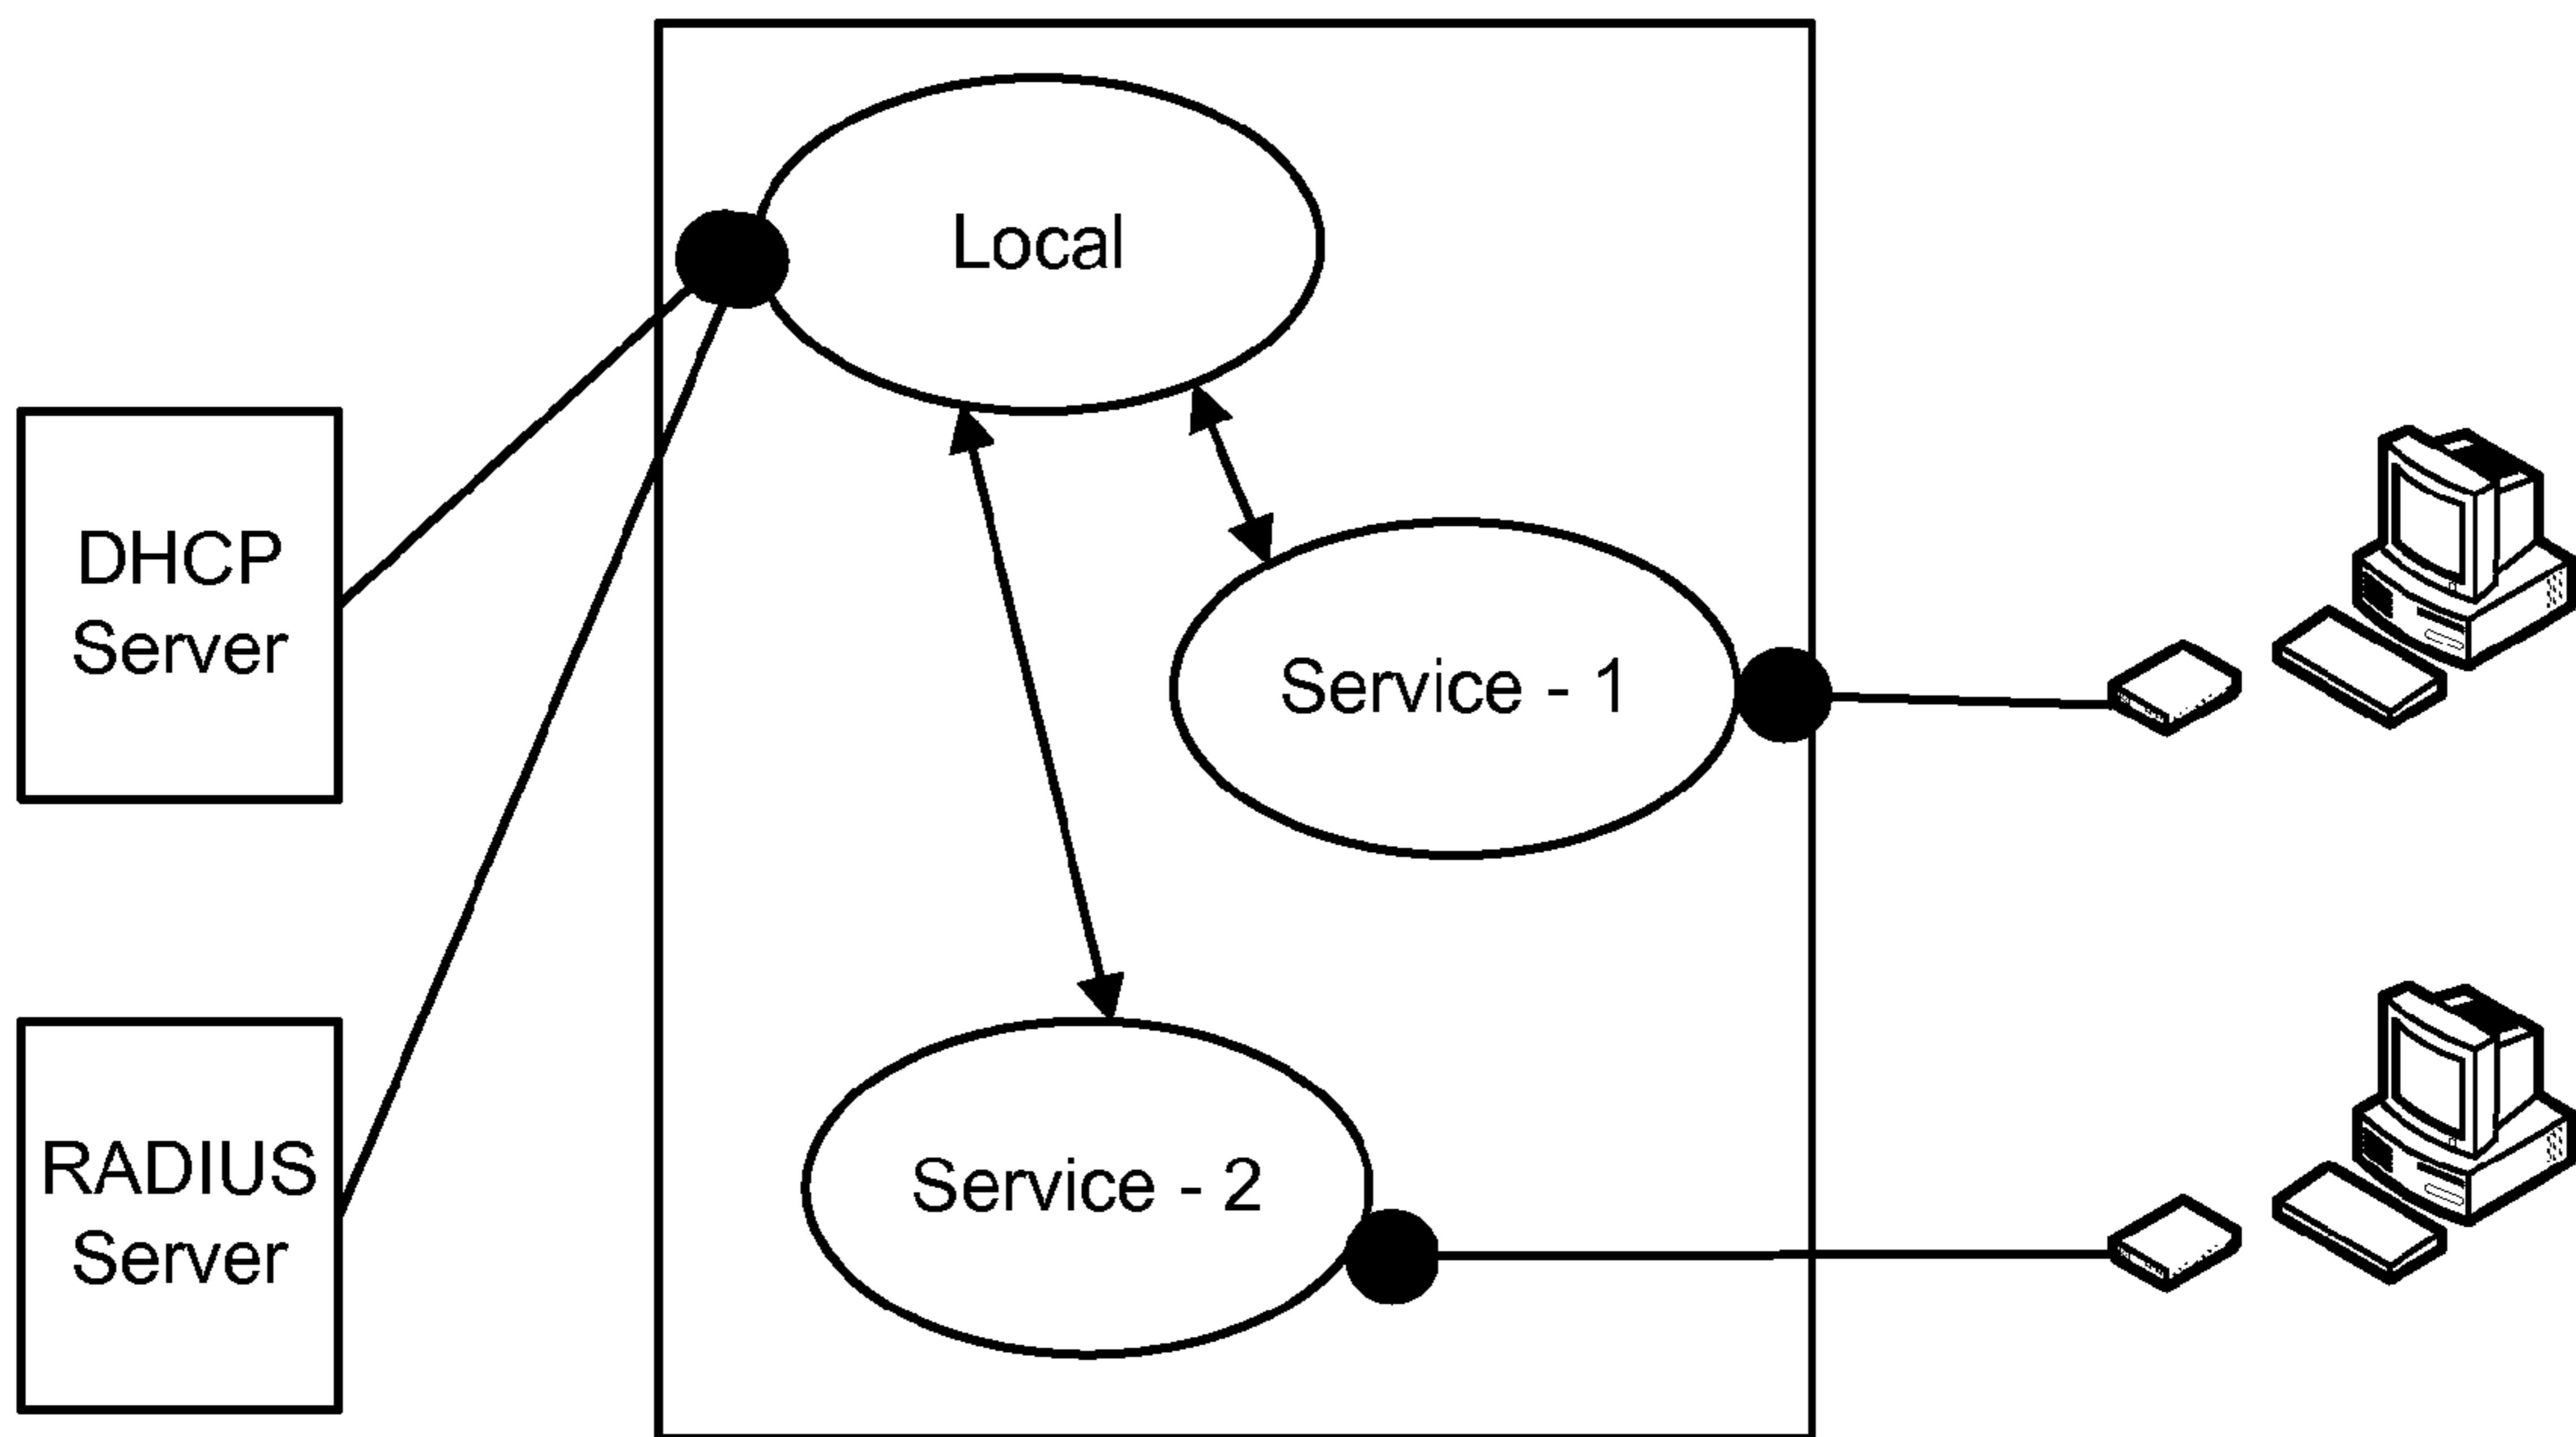 Local
DHCP
Server
Service - 1
RADIUS
Server
Service - 2